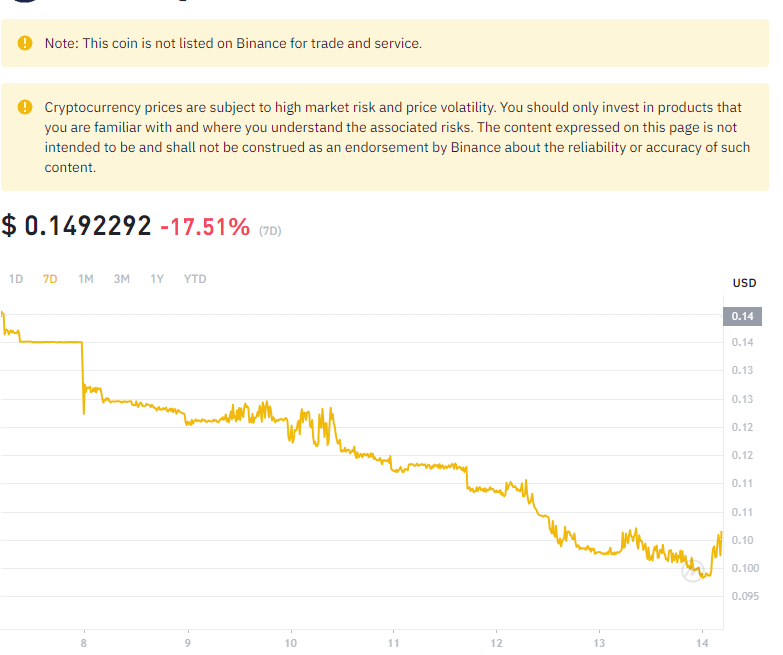 Note: This coin is not listed on Binance for trade and service.
Cryptocurrency prices are subject to high market risk and price volatility. You should only invest in products that
you are familiar with and where you understand the associated risks. The content expressed on this page is not
intended to be and shall not be construed as an endorsement by Binance about the reliability or accuracy of such
content.
$ 0.1492292 -17.51% (7D)
1D 7D 1M 3M 1Y YTD
USD
0.14
0.14
0.13
0.13
0.12
0.12
0.11
0.11
0.10
0.100
0.095
8 9 10 11 12 13 14